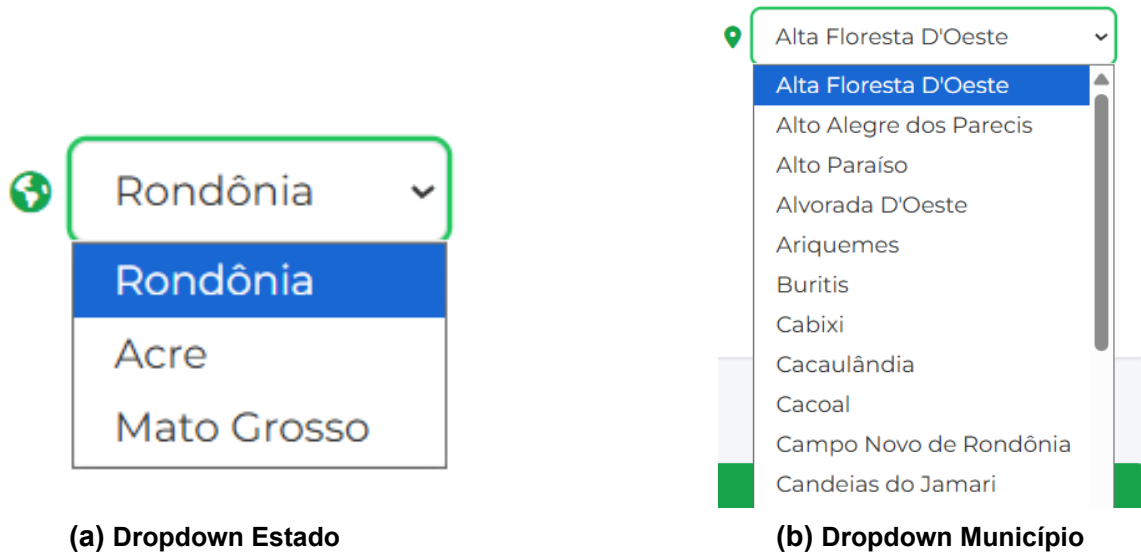 Rondônia
Rondônia
Acre
Mato Grosso
(a) Dropdown Estado
Alta Floresta D'Oeste
Alta Floresta D'Oeste
Alto Alegre dos Parecis
Alto Paraíso
Alvorada D'Oeste
Ariquemes
Buritis
Cabixi
Cacaulândia
Cacoal
Campo Novo de Rondônia
Candeias do Jamari
(b) Dropdown Município